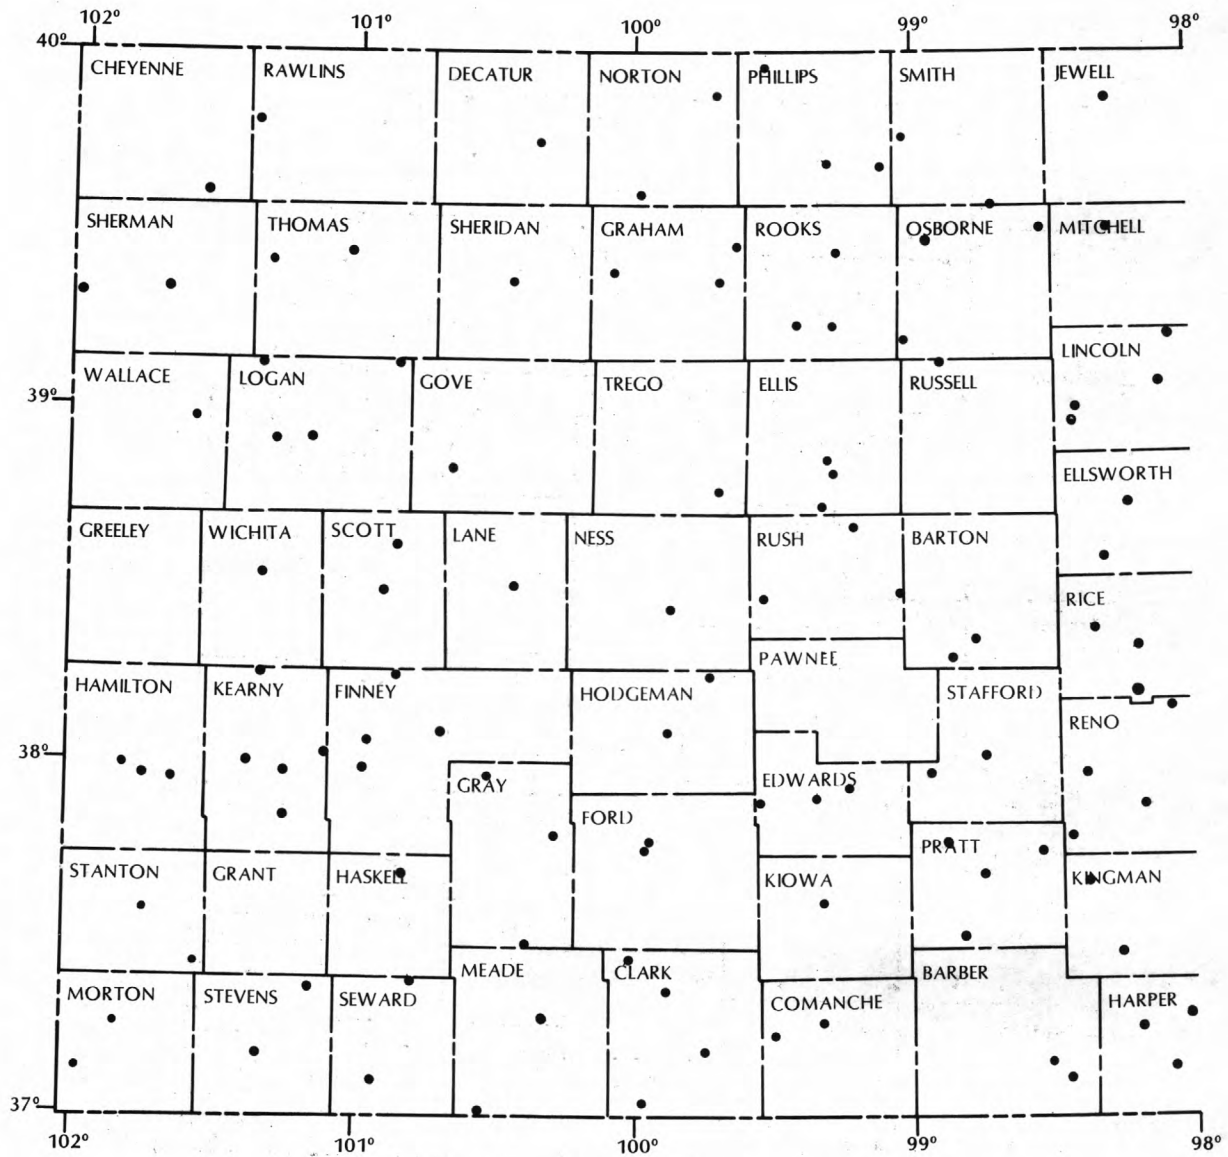 102° 101° 100° 99° 98°
40°
CHEYENNE RAWLINS DECATUR NORTON PHILLIPS SMITH JEWELL
SHERMAN THOMAS SHERIDAN GRAHAM ROOKS OSBORNE MITCHELL
LINCOLN
WALLACE LOGAN GOVE TREGO ELLIS RUSSELL
39°
ELLSWORTH
GREELEY WICHITA SCOTT LANE NESS RUSH BARTON
RICE
PAWNEE
HAMILTON KEARNY FINNEY HODGEMAN STAFFORD
RENO
38°
GRAY EDWARDS
FORD
PRATT
STANTON GRANT HASKELL KIOWA KINGMAN
MEADE CLARK BARBER
MORTON STEVENS SEWARD COMANCHE HARPER
37°
102° 101° 100° 99° 98°